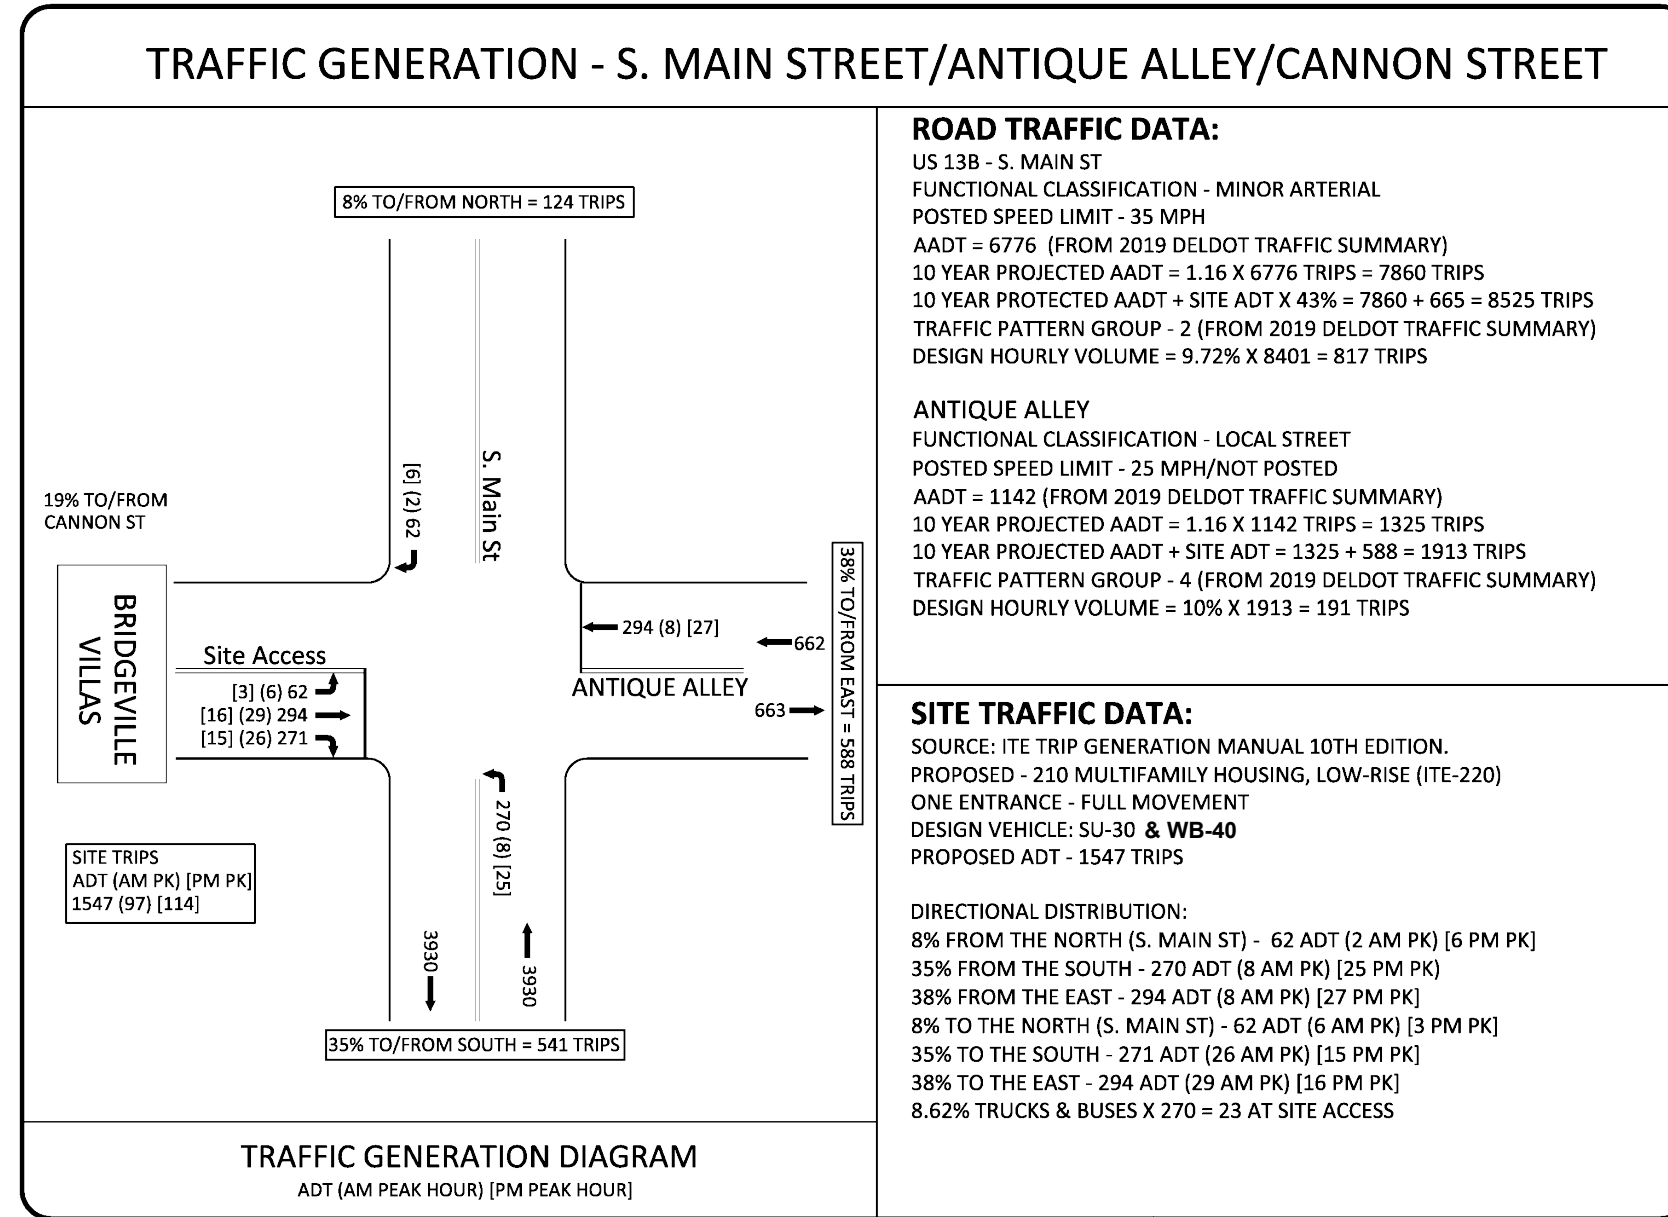 TRAFFIC GENERATION - S. MAIN STREET/ANTIQUE ALLEY/CANNON STREET
8% TO/FROM NORTH = 124 TRIPS
[6] (2) 62
S. Main St
19% TO/FROM
CANNON ST
BRIDGEVILLE
VILLAS
Site Access
[3] (6) 62
[16] (29) 294
[15] (26) 271
294 (8) [27]
662
ANTIQUE ALLEY
663
38% TO/FROM EAST = 588 TRIPS
270 (8) [25]
SITE TRIPS
ADT (AM PK) [PM PK]
1547 (97) [114]
3930
3930
35% TO/FROM SOUTH = 541 TRIPS
TRAFFIC GENERATION DIAGRAM
ADT (AM PEAK HOUR) [PM PEAK HOUR]
ROAD TRAFFIC DATA:
US 13B - S. MAIN ST
FUNCTIONAL CLASSIFICATION - MINOR ARTERIAL
POSTED SPEED LIMIT - 35 MPH
AADT = 6776 (FROM 2019 DELDOT TRAFFIC SUMMARY)
10 YEAR PROJECTED AADT = 1.16 X 6776 TRIPS = 7860 TRIPS
10 YEAR PROTECTED AADT + SITE ADT X 43% = 7860 + 665 = 8525 TRIPS
TRAFFIC PATTERN GROUP - 2 (FROM 2019 DELDOT TRAFFIC SUMMARY)
DESIGN HOURLY VOLUME = 9.72% X 8401 = 817 TRIPS
ANTIQUE ALLEY
FUNCTIONAL CLASSIFICATION - LOCAL STREET
POSTED SPEED LIMIT - 25 MPH/NOT POSTED
AADT = 1142 (FROM 2019 DELDOT TRAFFIC SUMMARY)
10 YEAR PROJECTED AADT = 1.16 X 1142 TRIPS = 1325 TRIPS
10 YEAR PROJECTED AADT + SITE ADT = 1325 + 588 = 1913 TRIPS
TRAFFIC PATTERN GROUP - 4 (FROM 2019 DELDOT TRAFFIC SUMMARY)
DESIGN HOURLY VOLUME = 10% X 1913 = 191 TRIPS
SITE TRAFFIC DATA:
SOURCE: ITE TRIP GENERATION MANUAL 10TH EDITION.
PROPOSED - 210 MULTIFAMILY HOUSING, LOW-RISE (ITE-220)
ONE ENTRANCE - FULL MOVEMENT
DESIGN VEHICLE: SU-30 & WB-40
PROPOSED ADT - 1547 TRIPS
DIRECTIONAL DISTRIBUTION:
8% FROM THE NORTH (S. MAIN ST) - 62 ADT (2 AM PK) [6 PM PK]
35% FROM THE SOUTH - 270 ADT (8 AM PK) [25 PM PK)
38% FROM THE EAST - 294 ADT (8 AM PK) [27 PM PK]
8% TO THE NORTH (S. MAIN ST) - 62 ADT (6 AM PK) [3 PM PK]
35% TO THE SOUTH - 271 ADT (26 AM PK) [15 PM PK]
38% TO THE EAST - 294 ADT (29 AM PK) [16 PM PK]
8.62% TRUCKS & BUSES X 270 = 23 AT SITE ACCESS